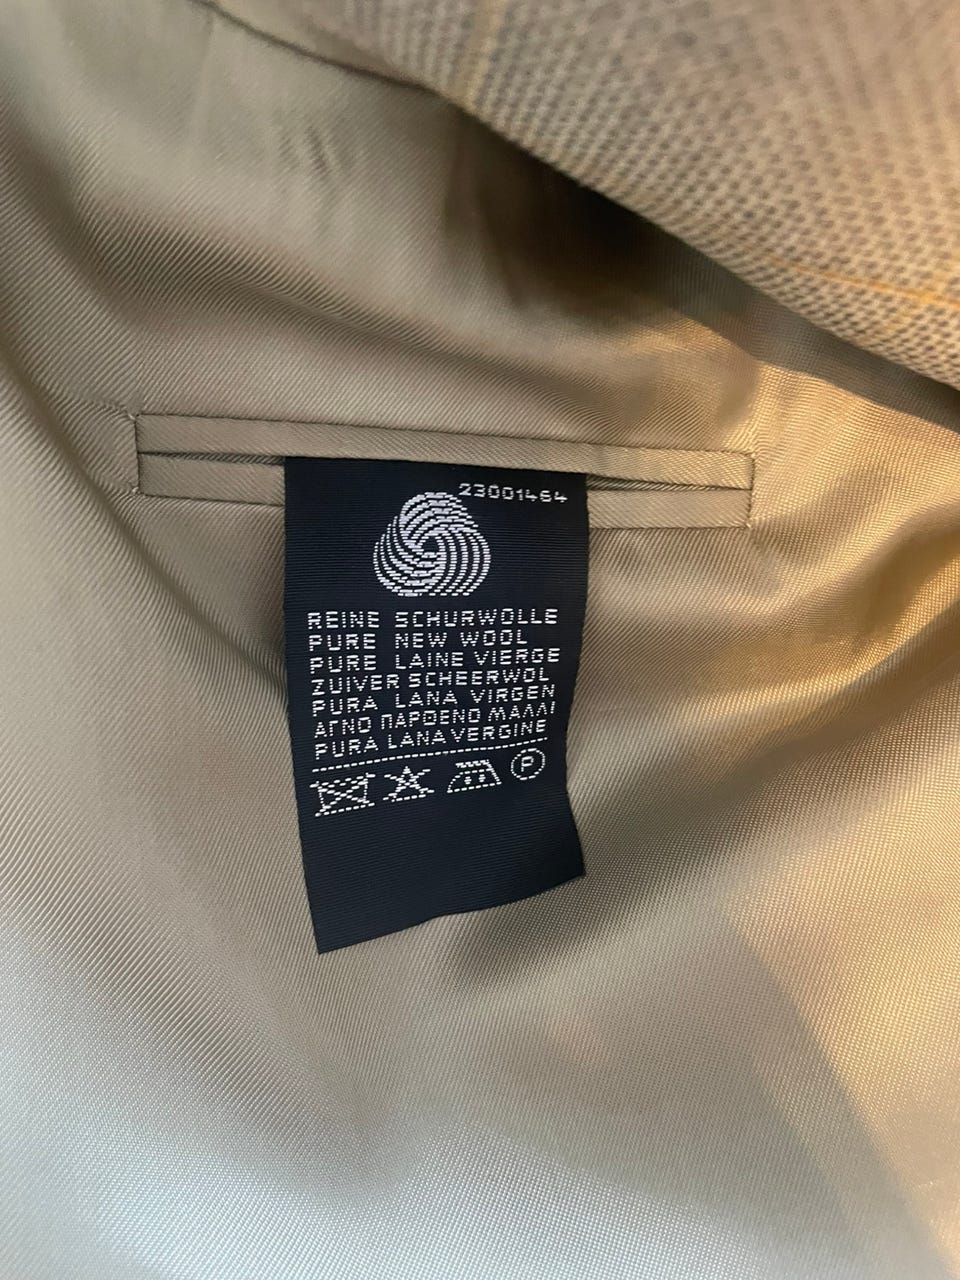 23001464
REINE SCHURWOLLE
PURE NEW WOOL
PURE LAINE VIERGE
ZUIVER SCHEERWOL
PURA LANA VIRGEN
ΑΓΝΟ ΠΑΡΘΕΝΟ ΜΑΛΛΙ
PURA LANA VERGINE
P